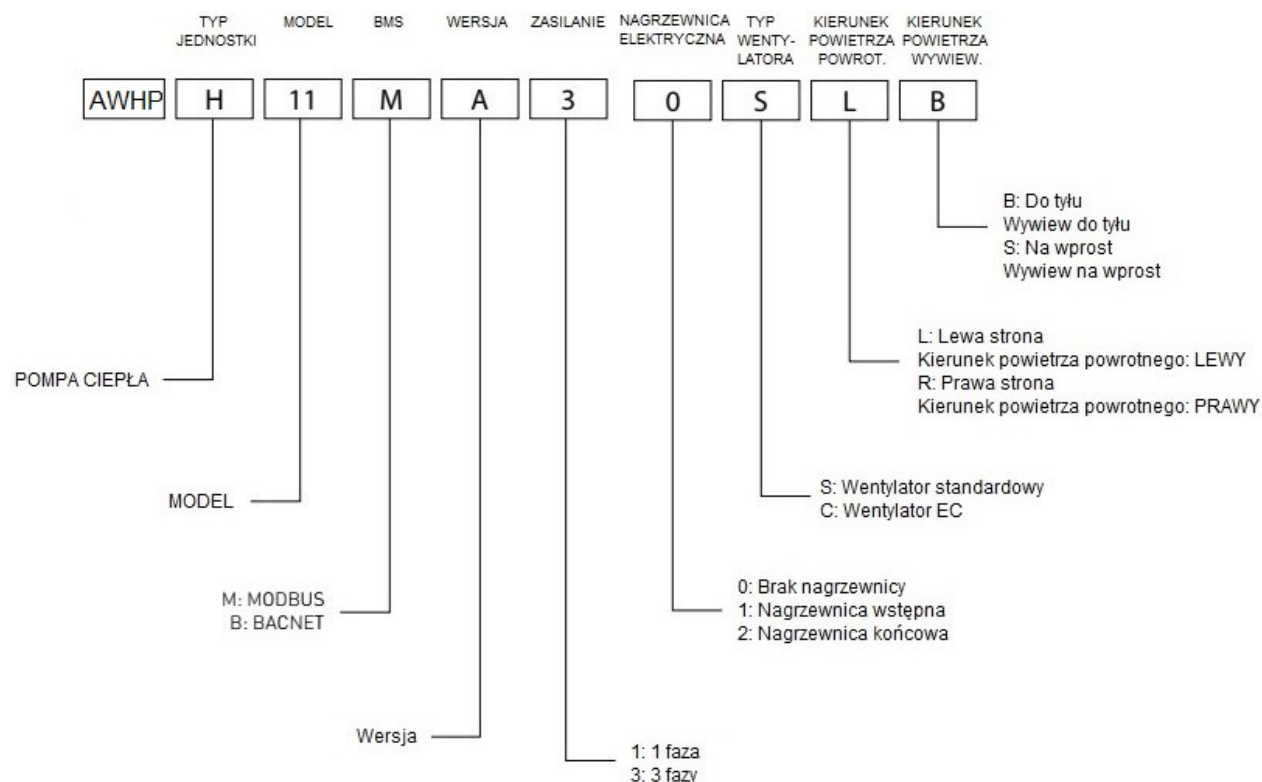 TYP
JEDNOSTKI
MODEL
BMS
WERSJA
ZASILANIE
NAGRZEWNICA
ELEKTRYCZNA
TYP
WENTY-
LATORA
KIERUNEK
POWIETRZA
POWROT.
KIERUNEK
POWIETRZA
WYWIEW.
AWHP H 11 M A 3 0 S L B
B: Do tyłu
Wywiew do tyłu
S: Na wprost
Wywiew na wprost
L: Lewa strona
Kierunek powietrza powrotnego: LEWY
R: Prawa strona
Kierunek powietrza powrotnego: PRAWY
POMPA CIEPŁA
MODEL
S: Wentylator standardowy
C: Wentylator EC
M: MODBUS
B: BACNET
0: Brak nagrzewnicy
1: Nagrzewnica wstępna
2: Nagrzewnica końcowa
Wersja
1: 1 faza
3: 3 fazy